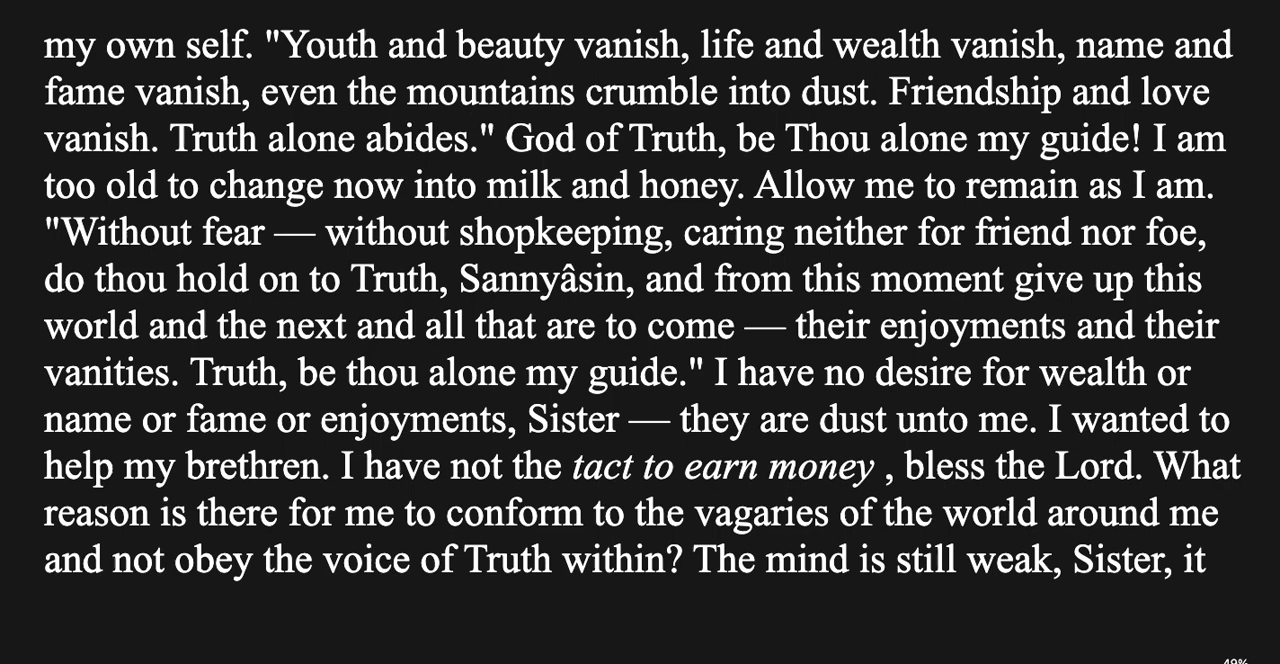 my own self. "Youth and beauty vanish, life and wealth vanish, name and
fame vanish, even the mountains crumble into dust. Friendship and love
vanish. Truth alone abides." God of Truth, be Thou alone my guide! I am
too old to change now into milk and honey. Allow me to remain as I am.
"Without fear — without shopkeeping, caring neither for friend nor foe,
do thou hold on to Truth, Sannyâsin, and from this moment give up this
world and the next and all that are to come — their enjoyments and their
vanities. Truth, be thou alone my guide." I have no desire for wealth or
name or fame or enjoyments, Sister — they are dust unto me. I wanted to
help my brethren. I have not the tact to earn money , bless the Lord. What
reason is there for me to conform to the vagaries of the world around me
and not obey the voice of Truth within? The mind is still weak, Sister, it
49%